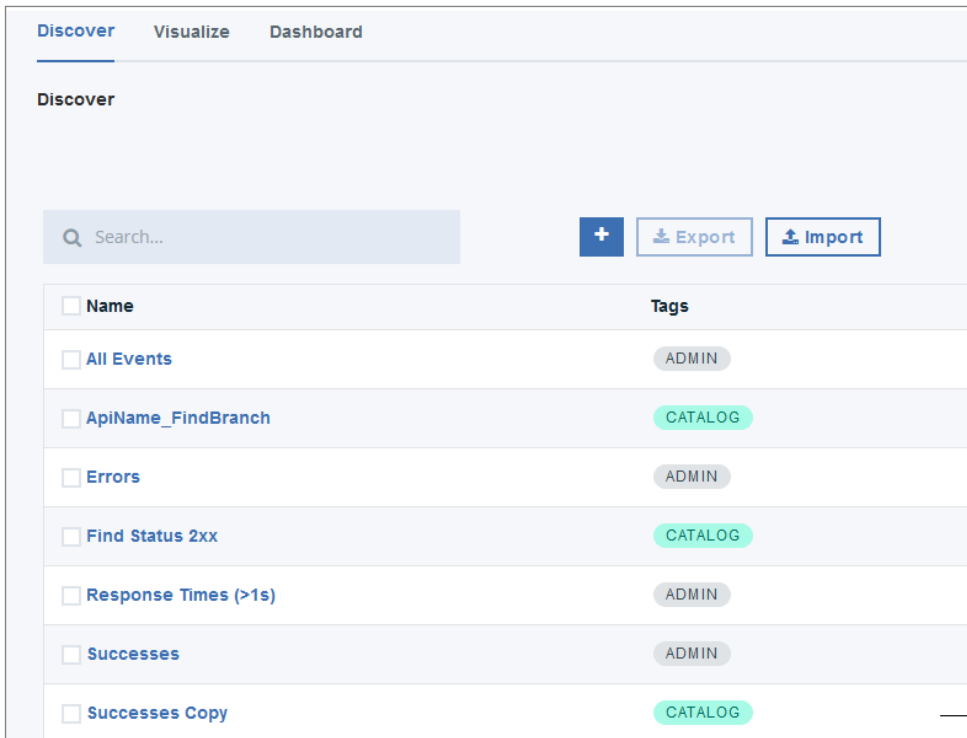 Discover Visualize Dashboard
Discover
Search... + Export Import
Name Tags
All Events ADMIN
ApiName_FindBranch CATALOG
Errors ADMIN
Find Status 2xx CATALOG
Response Times (>1s) ADMIN
Successes ADMIN
Successes Copy CATALOG